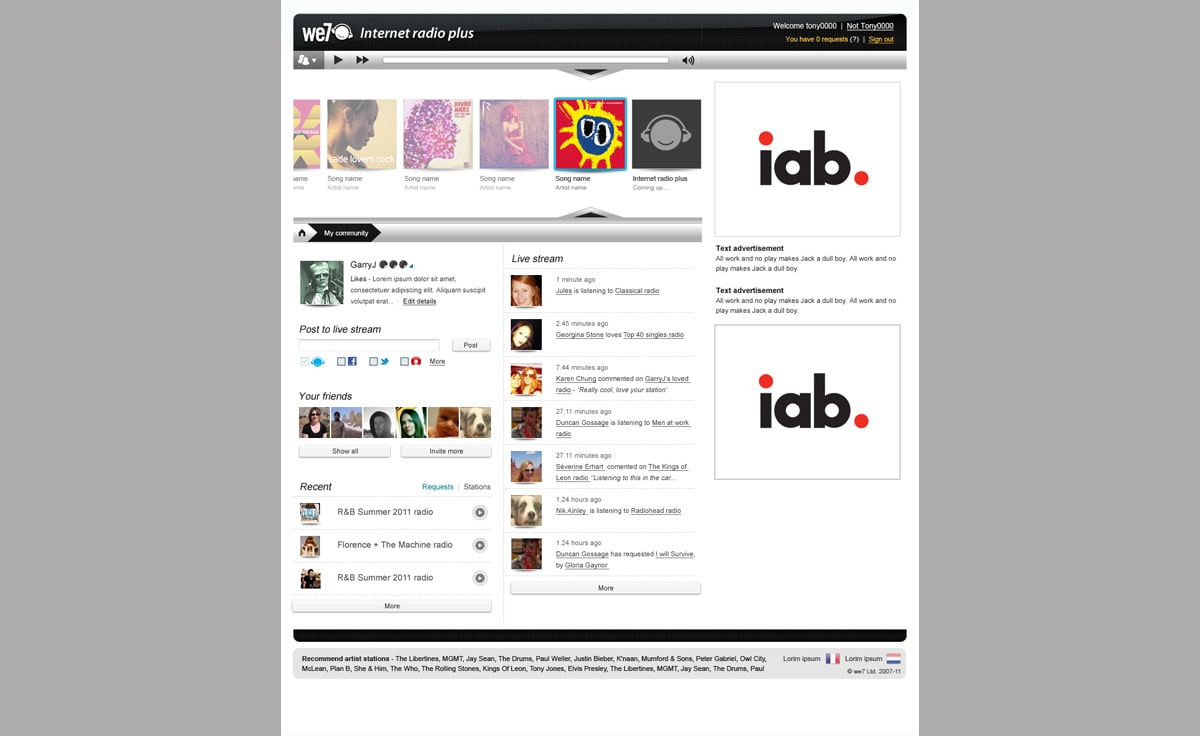 we7 Internet radio plus
Welcome tony0000 | Not Tony0000
You have 0 requests (?) | Sign out
sade lovers rock
ame
Song name
Song name
Song name
Song name
Internet radio plus
me
Artist name
Artist name
Artist name
Artist name
Coming up....
iab.
My community
GarryJ
Likes - Lorem ipsum dolor sit amet,
consectetuer adipiscing elit. Aliquam suscipit
volutpat erat... | Edit details
Post to live stream
Post
More
Your friends
Show all
Invite more
Recent
Requests | Stations
R&B Summer 2011 radio
Florence + The Machine radio
R&B Summer 2011 radio
More
Live stream
1 minute ago
Jules is listening to Classical radio
2.45 minutes ago
Georgina Stone loves Top 40 singles radio
7.44 minutes ago
Karen Chung commented on GarryJ's loved
radio - 'Really cool, love your station'
27.11 minutes ago
Duncan Gossage is listening to Men at work
radio
27.11 minutes ago
Séverine Erhart comented on The Kings of
Leon radio "Listening to this in the car...
1.24 hours ago
Nik Ainley is listening to Radiohead radio
1.24 hours ago
Duncan Gossage has requested I will Survive,
by Gloria Gaynor
More
Text advertisement
All work and no play makes Jack a dull boy. All work and no
play makes Jack a dull boy.
Text advertisement
All work and no play makes Jack a dull boy. All work and no
play makes Jack a dull boy.
iab.
Recommend artist stations - The Libertines, MGMT, Jay Sean, The Drums, Paul Weller, Justin Bieber, K'naan, Mumford & Sons, Peter Gabriel, Owl City,
McLean, Plan B, She & Him, The Who, The Rolling Stones, Kings Of Leon, Tony Jones, Elvis Presley, The Libertines, MGMT, Jay Sean, The Drums, Paul
Lorim ipsum
Lorim ipsum
© we7 Ltd. 2007-11